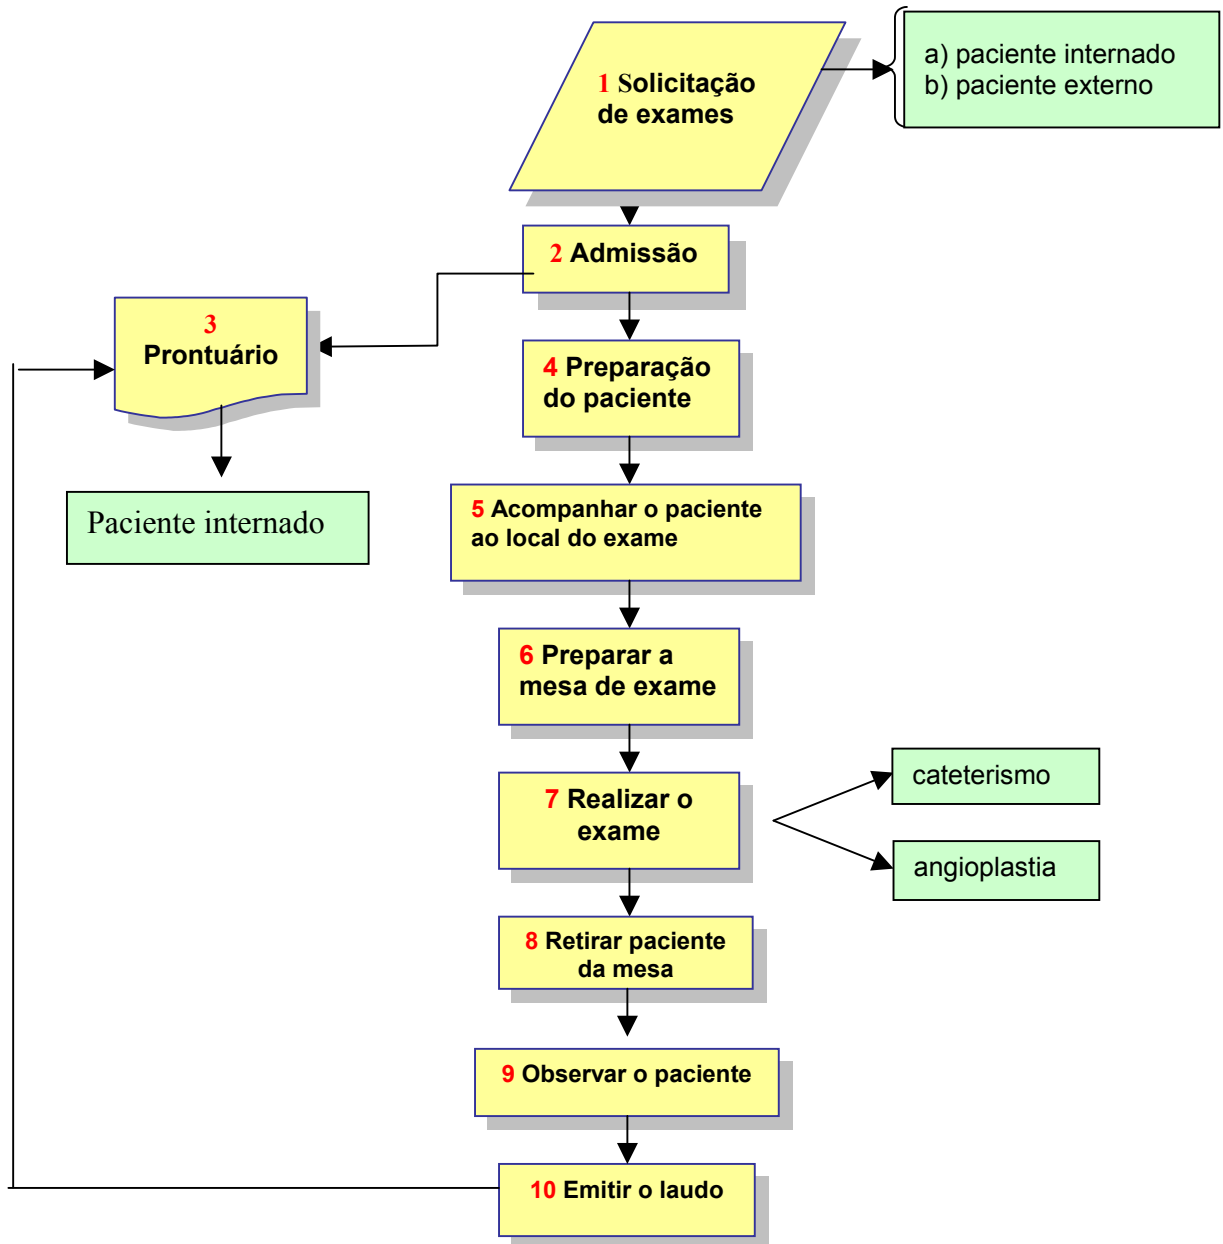 1 Solicitação
de exames
a) paciente internado
b) paciente externo
2 Admissão
3
Prontuário
4 Preparação
do paciente
Paciente internado
5 Acompanhar o paciente
ao local do exame
6 Preparar a
mesa de exame
7 Realizar o
exame
cateterismo
angioplastia
8 Retirar paciente
da mesa
9 Observar o paciente
10 Emitir o laudo